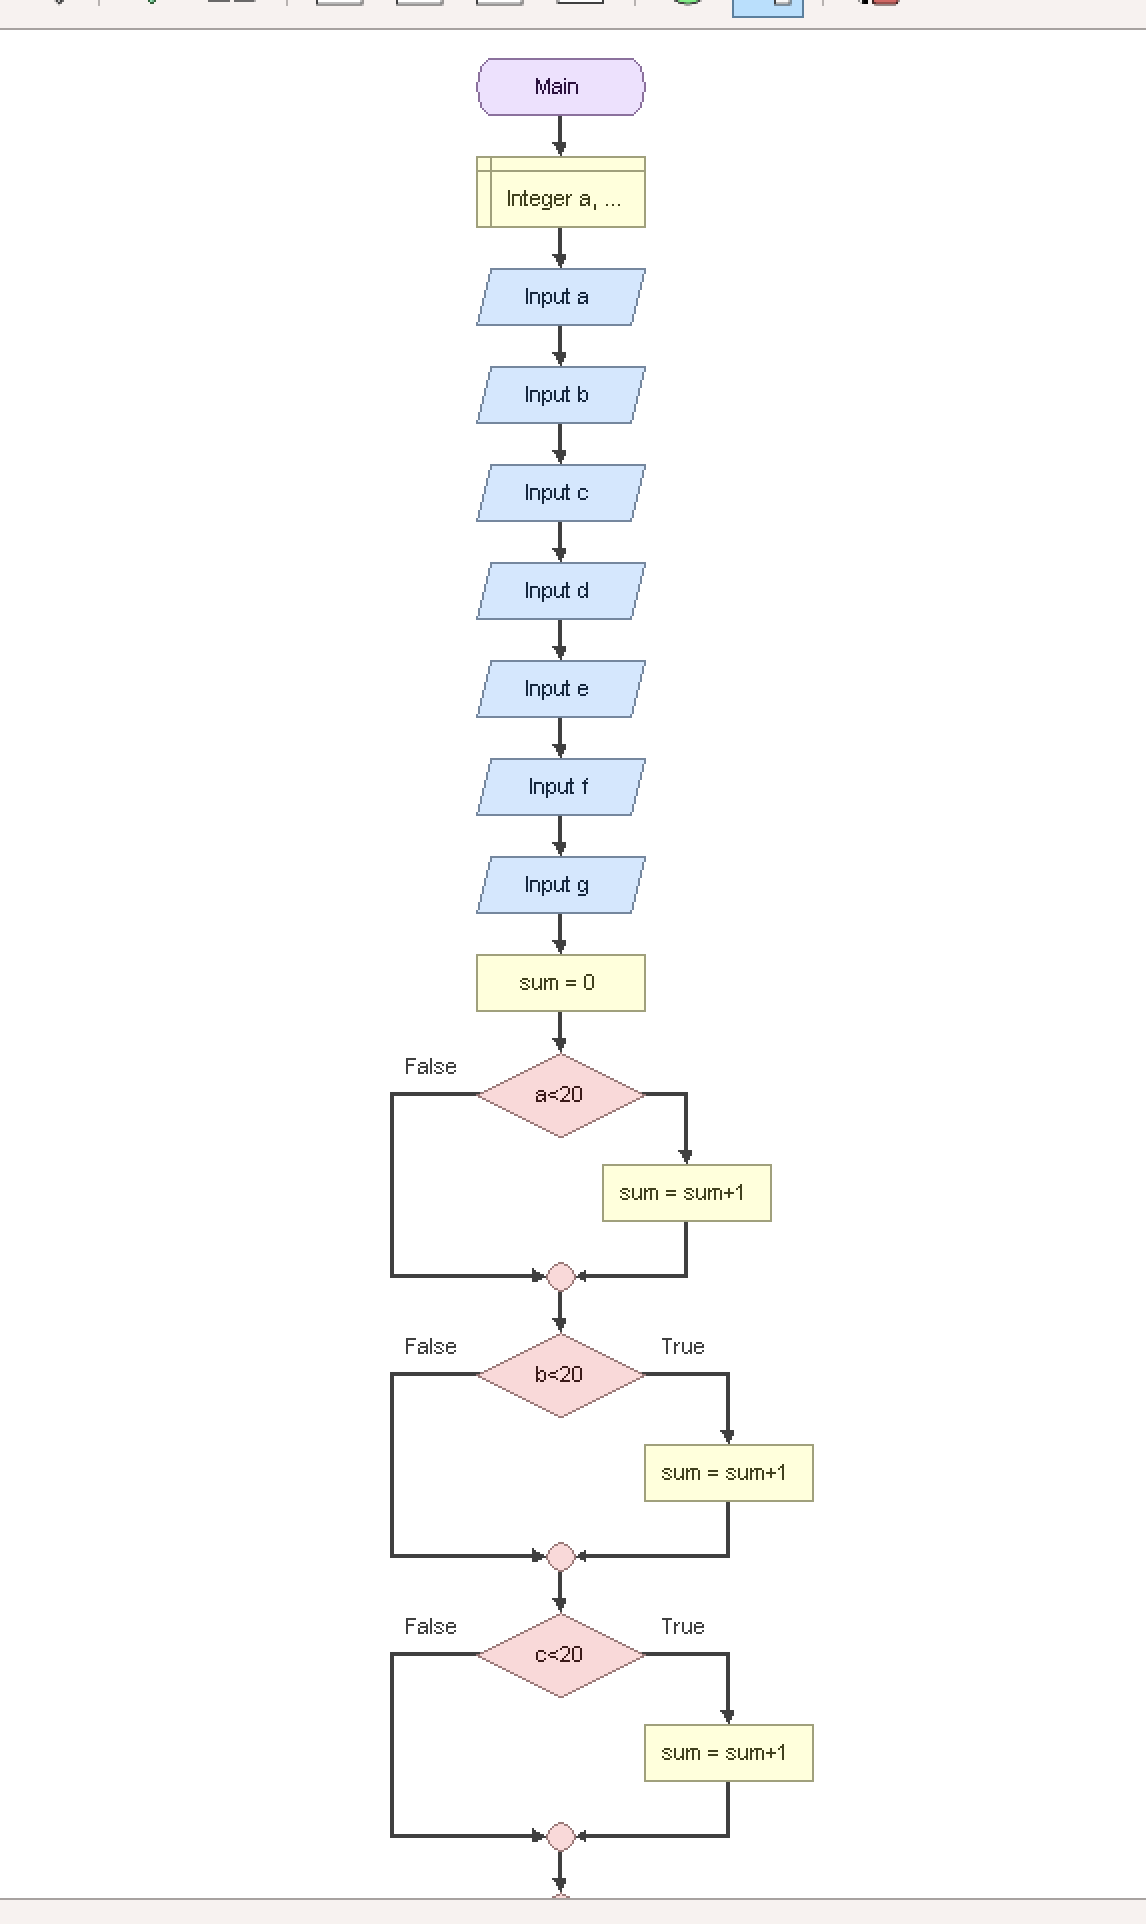 Main
Integer a, ...
Input a
Input b
Input c
Input d
Input e
Input f
Input g
sum = 0
False
a<20
sum = sum+1
False
True
b<20
sum = sum+1
False
True
c<20
sum = sum+1